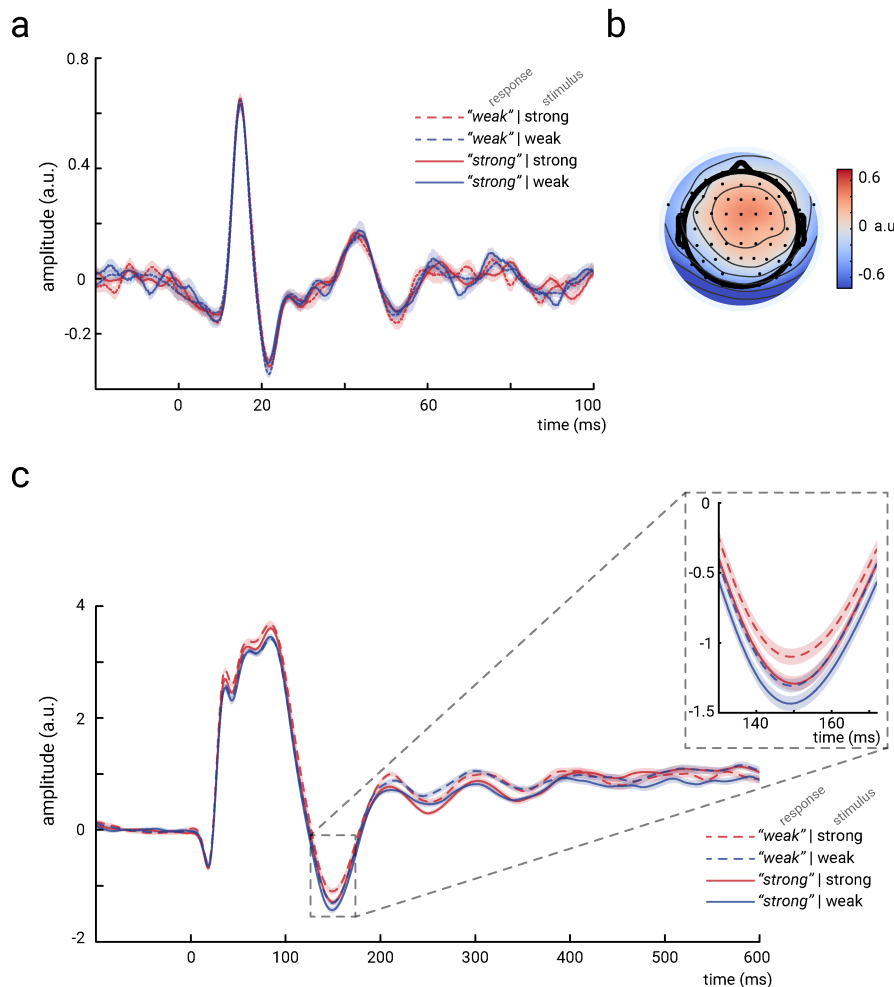 a
b
0.8
0.4
0
-0.2
amplitude (a.u.)
response
stimulus
“weak” | strong
“weak” | weak
“strong” | strong
“strong” | weak
0
20
60
100
time (ms)
0.6
0
a.u
-0.6
c
0
-0.5
-1
-1.5
140
160
time (ms)
4
2
0
-2
amplitude (a.u.)
response
stimulus
“weak” | strong
“weak” | weak
“strong” | strong
“strong” | weak
0
100
200
300
400
500
600
time (ms)